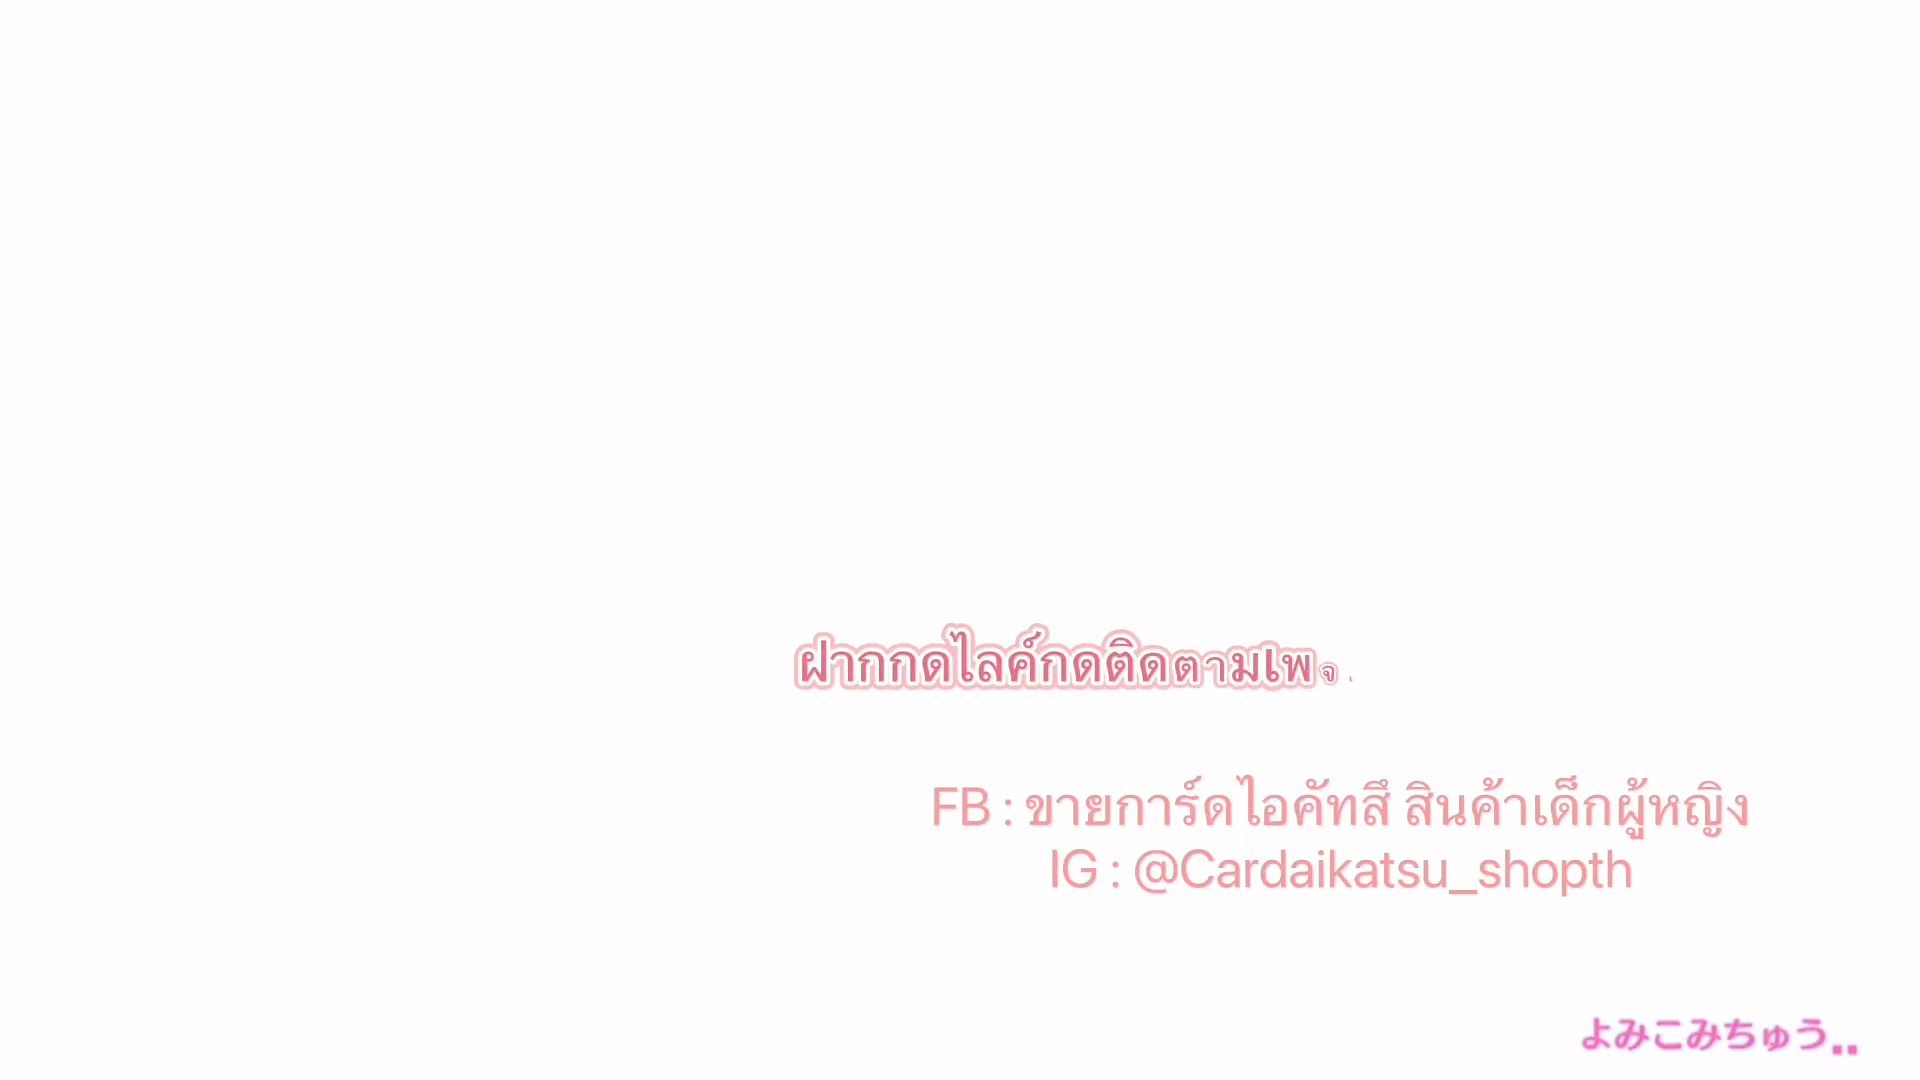 ฝากกดไลค์กดติดตามเพจ
FB : ขายการ์ดไอคัทสึ สินค้าเด็กผู้หญิง
IG : @Cardaikatsu_shopth
よみこみちゅう..